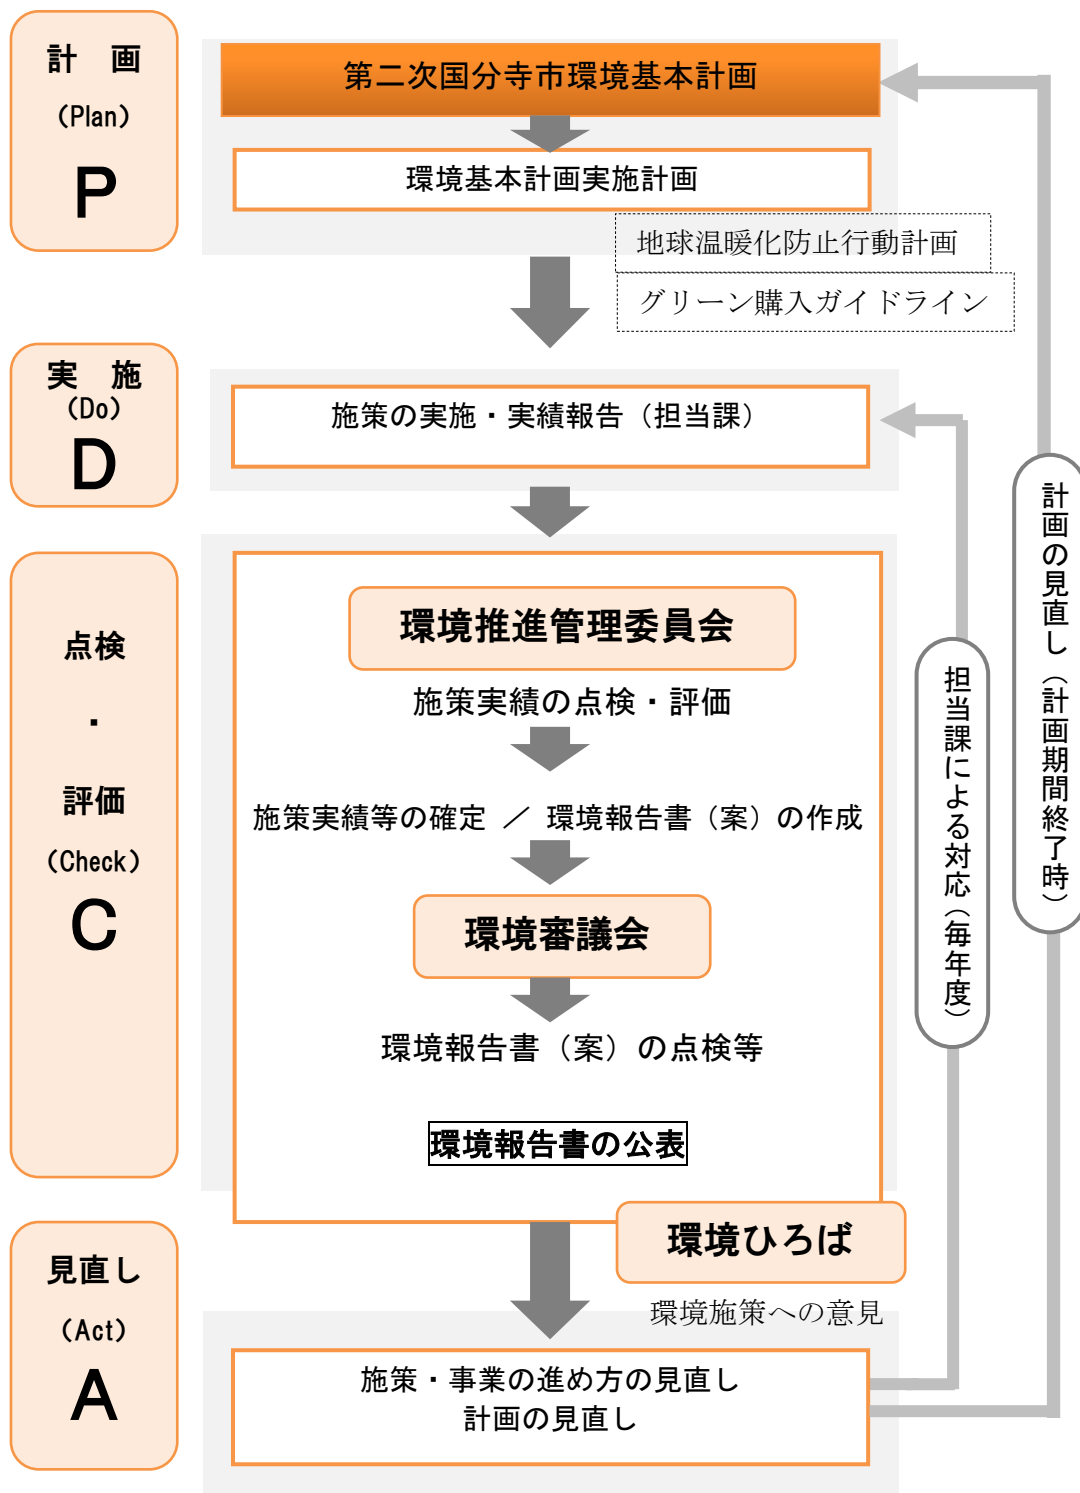 計　画
（Plan）
P
第二次国分寺市環境基本計画
環境基本計画実施計画
地球温暖化防止行動計画
グリーン購入ガイドライン
実　施
（Do）
D
施策の実施・実績報告（担当課）
点検
・
評価
（Check）
C
環境推進管理委員会
施策実績の点検・評価
施策実績等の確定　／　環境報告書（案）の作成
環境審議会
環境報告書（案）の点検等
環境報告書の公表
環境ひろば
環境施策への意見
見直し
（Act）
A
施策・事業の進め方の見直し
計画の見直し
担当課による対応（毎年度）
計画の見直し（計画期間終了時）